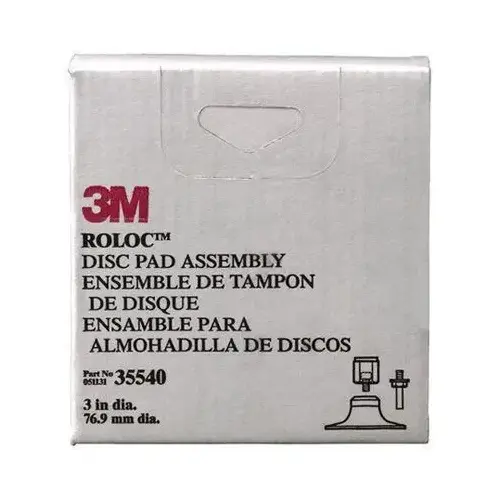 3M
ROLOC™
DISC PAD ASSEMBLY
ENSEMBLE DE TAMPON
DE DISQUE
ENSAMBLE PARA
ALMOHADILLA DE DISCOS
Part No 051131 35540
3 in dia.
76.9 mm dia.